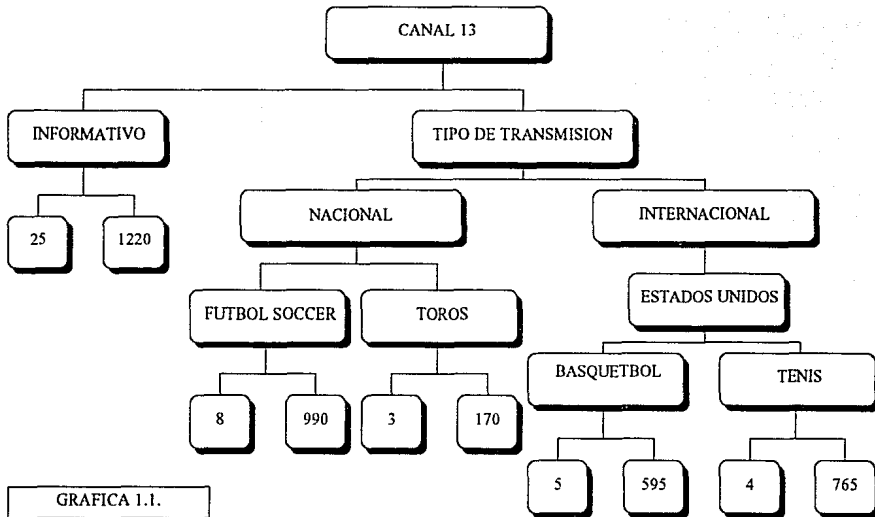 CANAL 13
INFORMATIVO
TIPO DE TRANSMISION
25
1220
NACIONAL
INTERNACIONAL
FUTBOL SOCCER
TOROS
ESTADOS UNIDOS
8
990
3
170
BASQUETBOL
TENIS
5
595
4
765
GRAFICA 1.1.